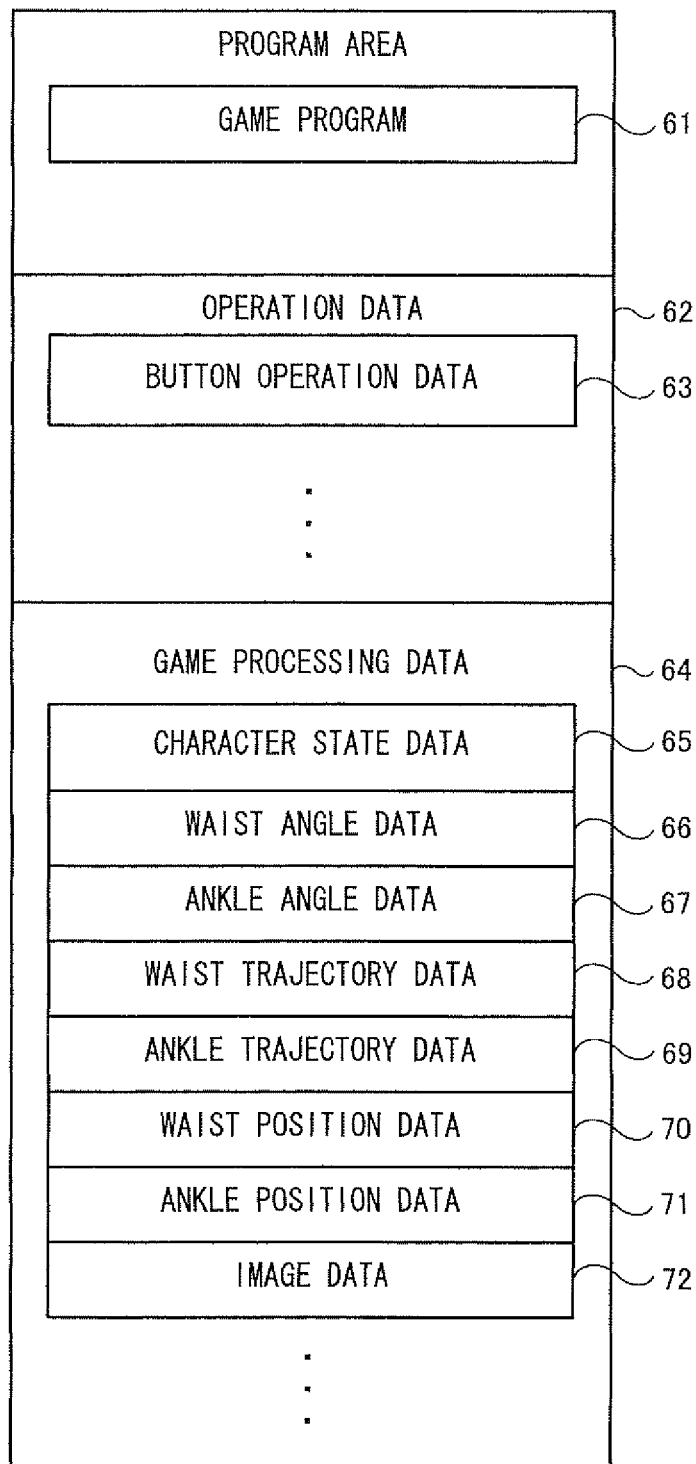 PROGRAM AREA
GAME PROGRAM 61
OPERATION DATA 62
BUTTON OPERATION DATA 63
GAME PROCESSING DATA 64
CHARACTER STATE DATA 65
WAIST ANGLE DATA 66
ANKLE ANGLE DATA 67
WAIST TRAJECTORY DATA 68
ANKLE TRAJECTORY DATA 69
WAIST POSITION DATA 70
ANKLE POSITION DATA 71
IMAGE DATA 72